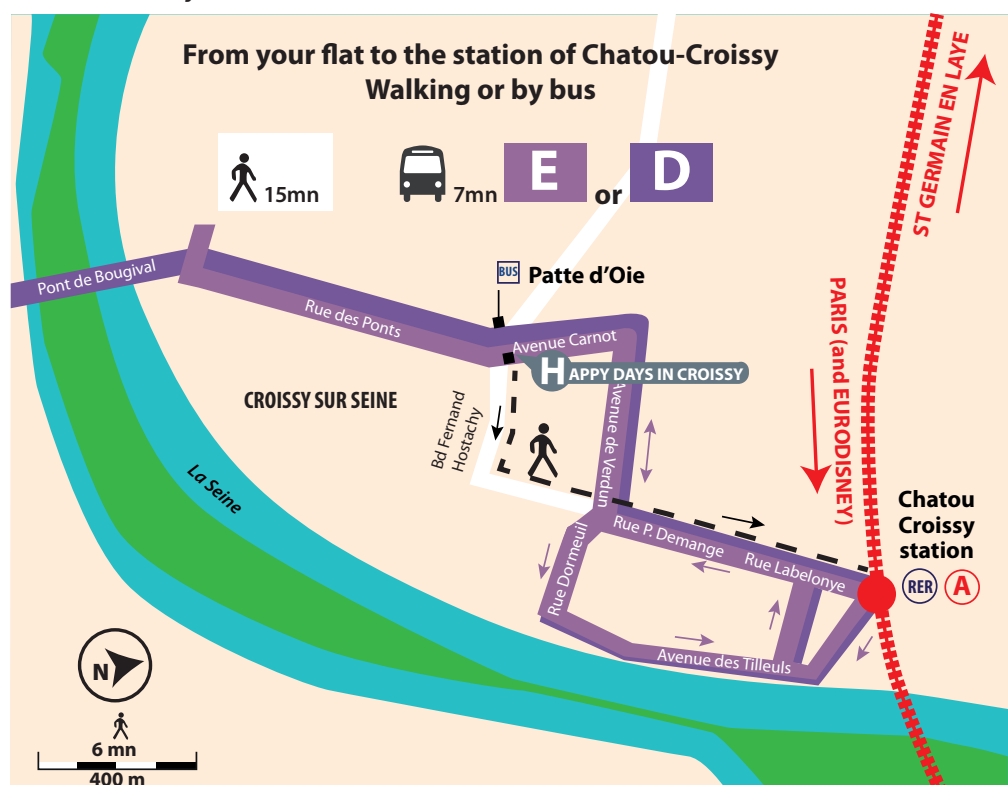 From your flat to the station of Chatou-Croissy
Walking or by bus
15mn
7mn
E
or
D
ST GERMAIN EN LAYE
Pont de Bougival
BUS
Patte d’Oie
Rue des Ponts
Avenue Carnot
HAPPY DAYS IN CROISSY
PARIS (and EURODISNEY)
CROISSY SUR SEINE
Avenue de Verdun
Bd Fernand
Hostachy
La Seine
Chatou
Croissy
station
RER
A
Rue P. Demange
Rue Labelonye
Rue Dormeuil
Avenue des Tilleuls
N
6 mn
400 m